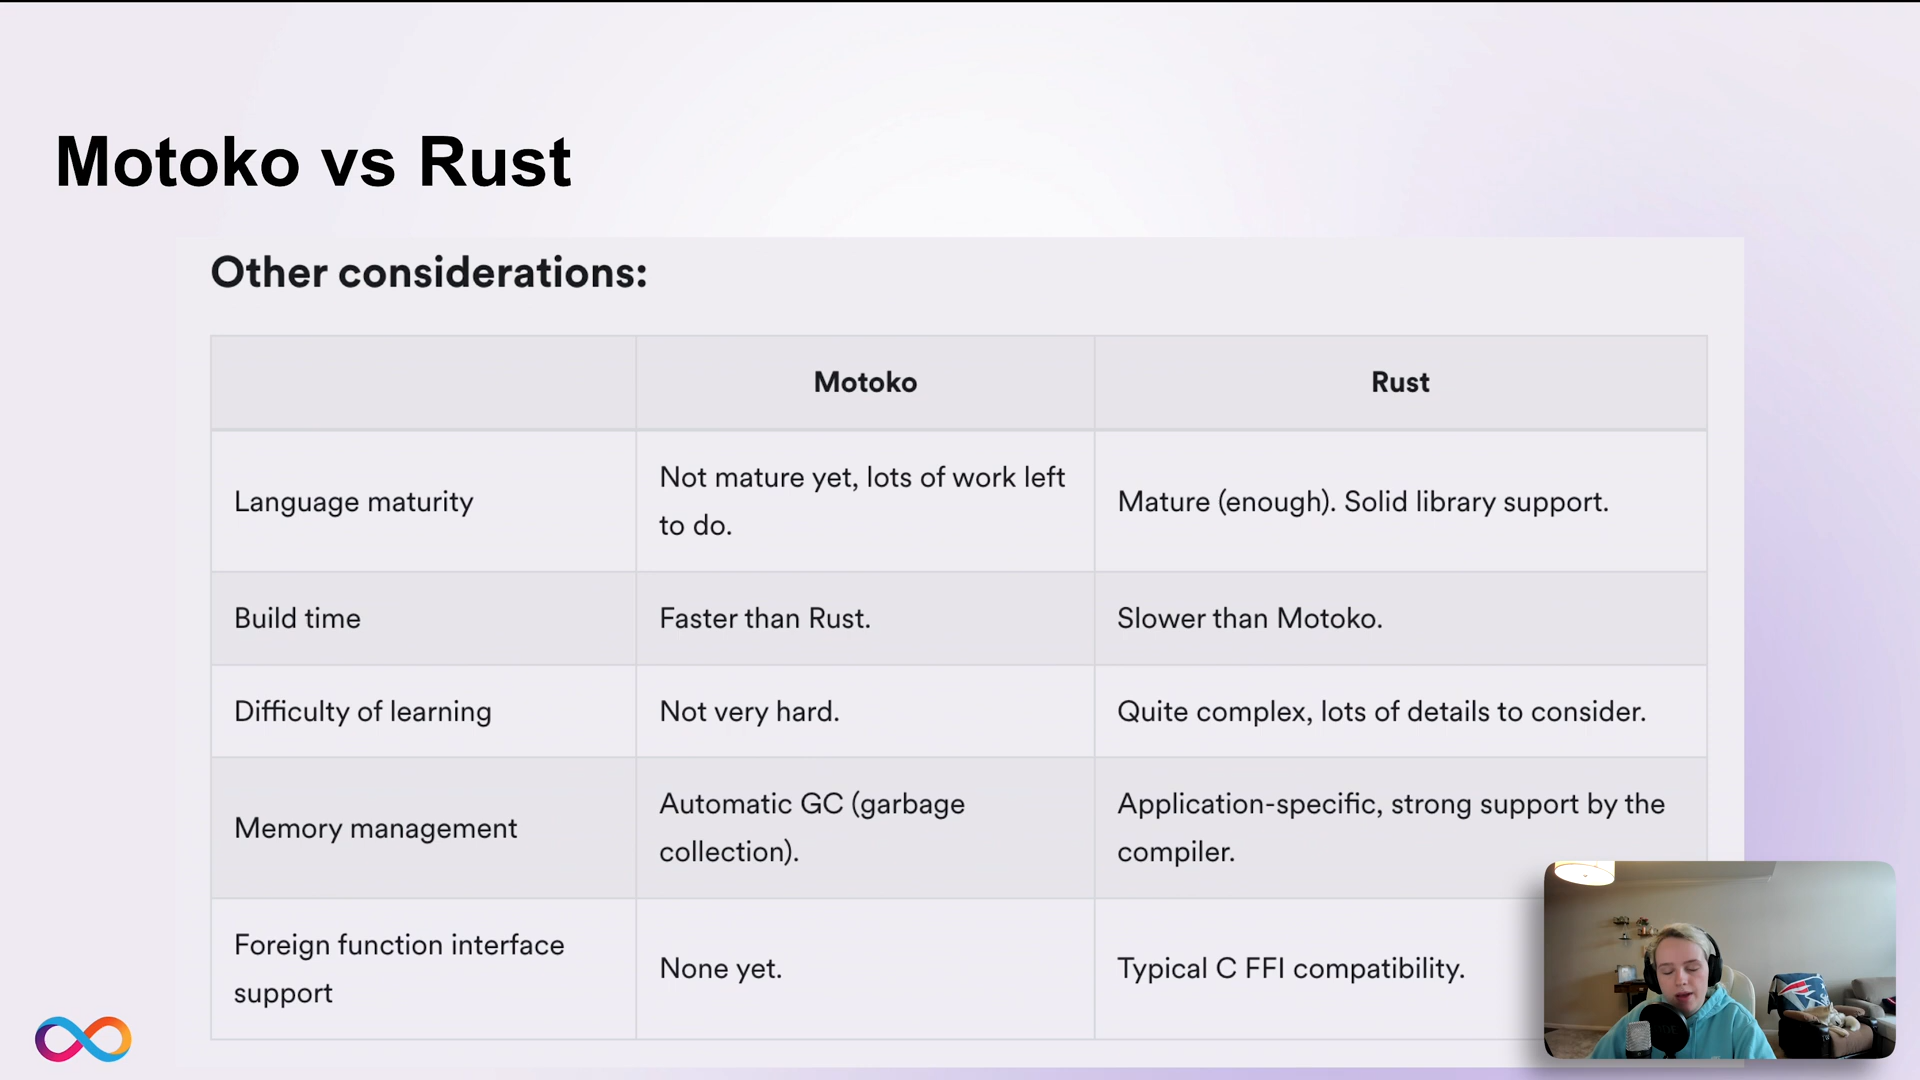 Motoko vs Rust
Other considerations:
Motoko
Rust
Language maturity
Not mature yet, lots of work left
to do.
Mature (enough). Solid library support.
Build time
Faster than Rust.
Slower than Motoko.
Difficulty of learning
Not very hard.
Quite complex, lots of details to consider.
Memory management
Automatic GC (garbage
collection).
Application-specific, strong support by the
compiler.
Foreign function interface
support
None yet.
Typical C FFI compatibility.